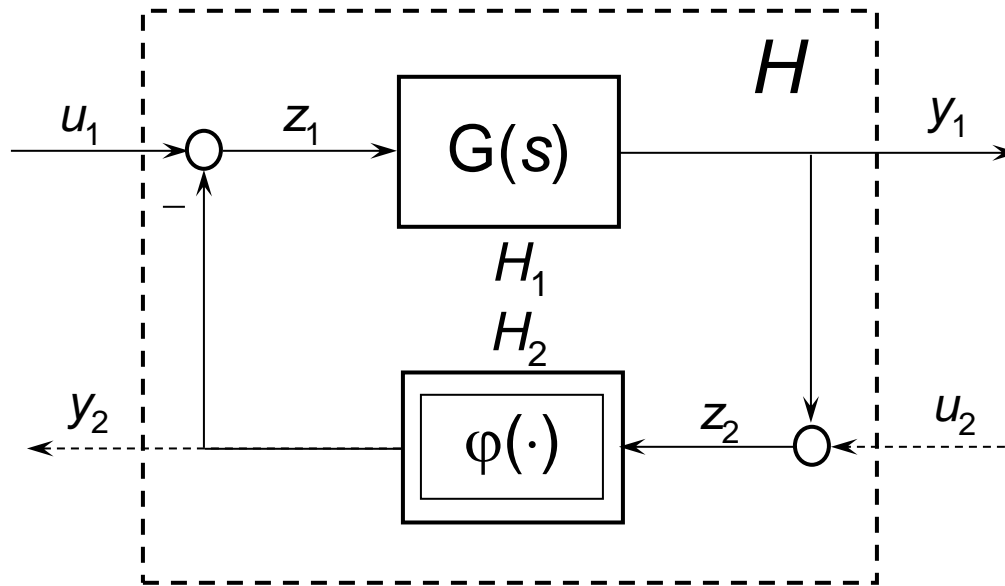 H
u₁
z₁
G(s)
y₁
−
H₁
H₂
y₂
φ(·)
z₂
u₂